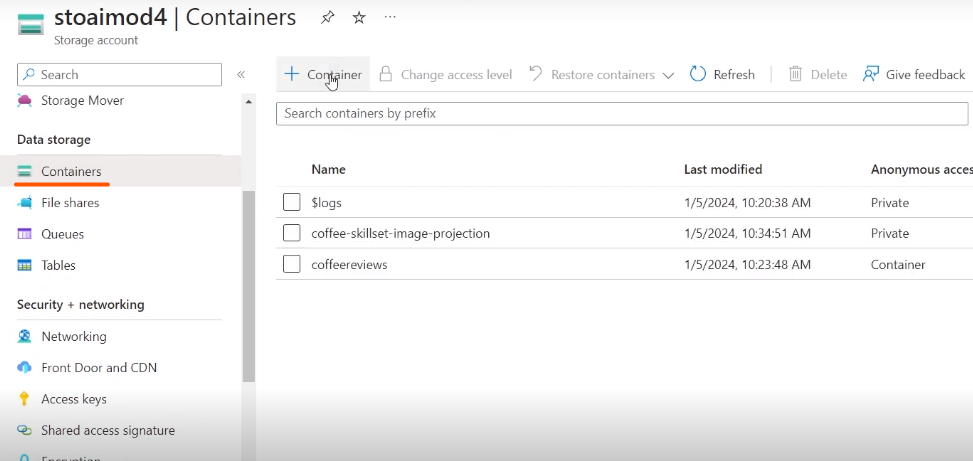 stoaimod4 | Containers
Storage account
Search
«
Container
Change access level
Restore containers
Refresh
Delete
Give feedback
Storage Mover
Search containers by prefix
Data storage
Containers
File shares
Queues
Tables
Name Last modified Anonymous acces
$logs 1/5/2024, 10:20:38 AM Private
coffee-skillset-image-projection 1/5/2024, 10:34:51 AM Private
coffeereviews 1/5/2024, 10:23:48 AM Container
Security + networking
Networking
Front Door and CDN
Access keys
Shared access signature
Encryption